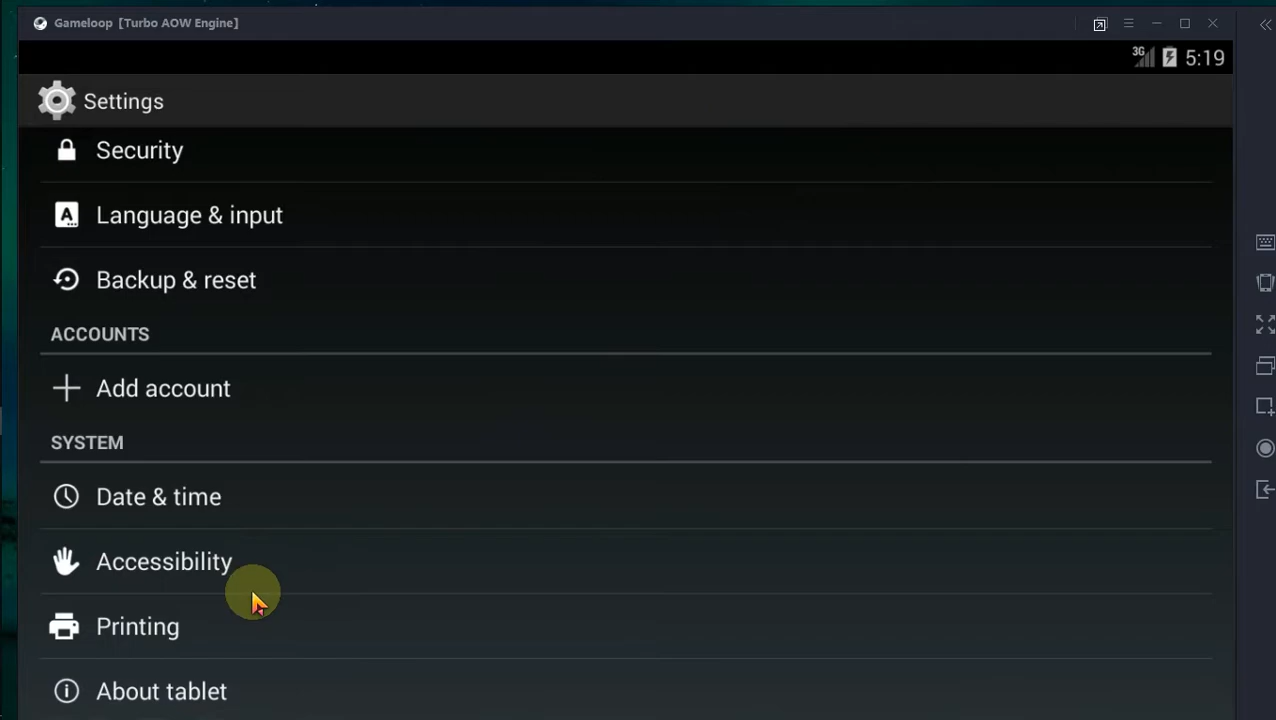 Gameloop [Turbo AOW Engine]
3G 5:19
Settings
Security
Language & input
Backup & reset
ACCOUNTS
Add account
SYSTEM
Date & time
Accessibility
Printing
About tablet